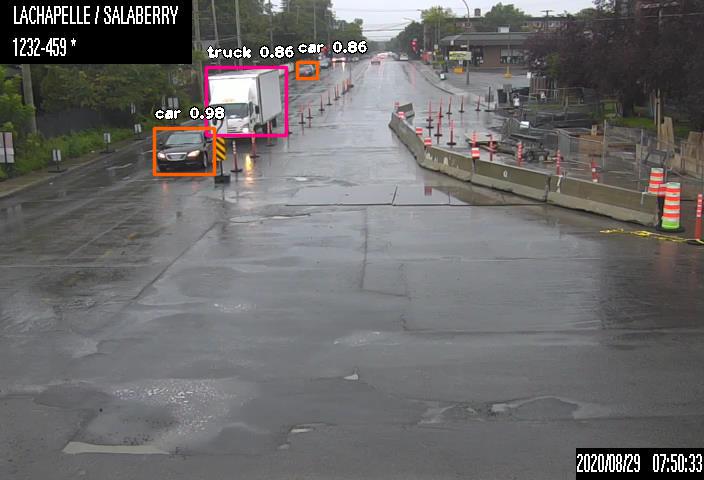 LACHAPELLE / SALABERRY
1232-459 *
truck 0.86
car 0.86
car 0.98
2020/08/29 07:50:33